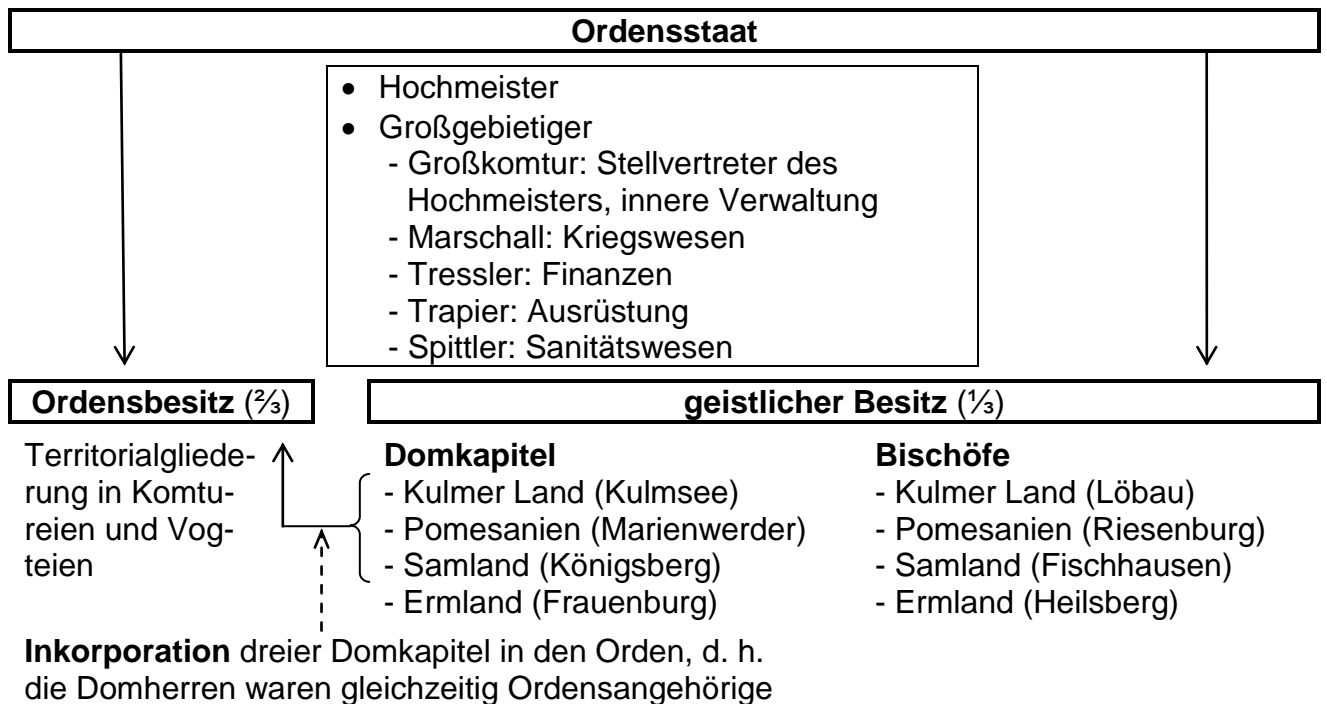 Ordensstaat
• Hochmeister
• Großgebietiger
- Großkomtur: Stellvertreter des
Hochmeisters, innere Verwaltung
- Marschall: Kriegswesen
- Tressler: Finanzen
- Trapier: Ausrüstung
- Spittler: Sanitätswesen
Ordensbesitz (⅔)
geistlicher Besitz (⅓)
Territorialgliede-
rung in Komtu-
reien und Vog-
teien
Domkapitel
- Kulmer Land (Kulmsee)
- Pomesanien (Marienwerder)
- Samland (Königsberg)
- Ermland (Frauenburg)
Bischöfe
- Kulmer Land (Löbau)
- Pomesanien (Riesenburg)
- Samland (Fischhausen)
- Ermland (Heilsberg)
Inkorporation dreier Domkapitel in den Orden, d. h.
die Domherren waren gleichzeitig Ordensangehörige